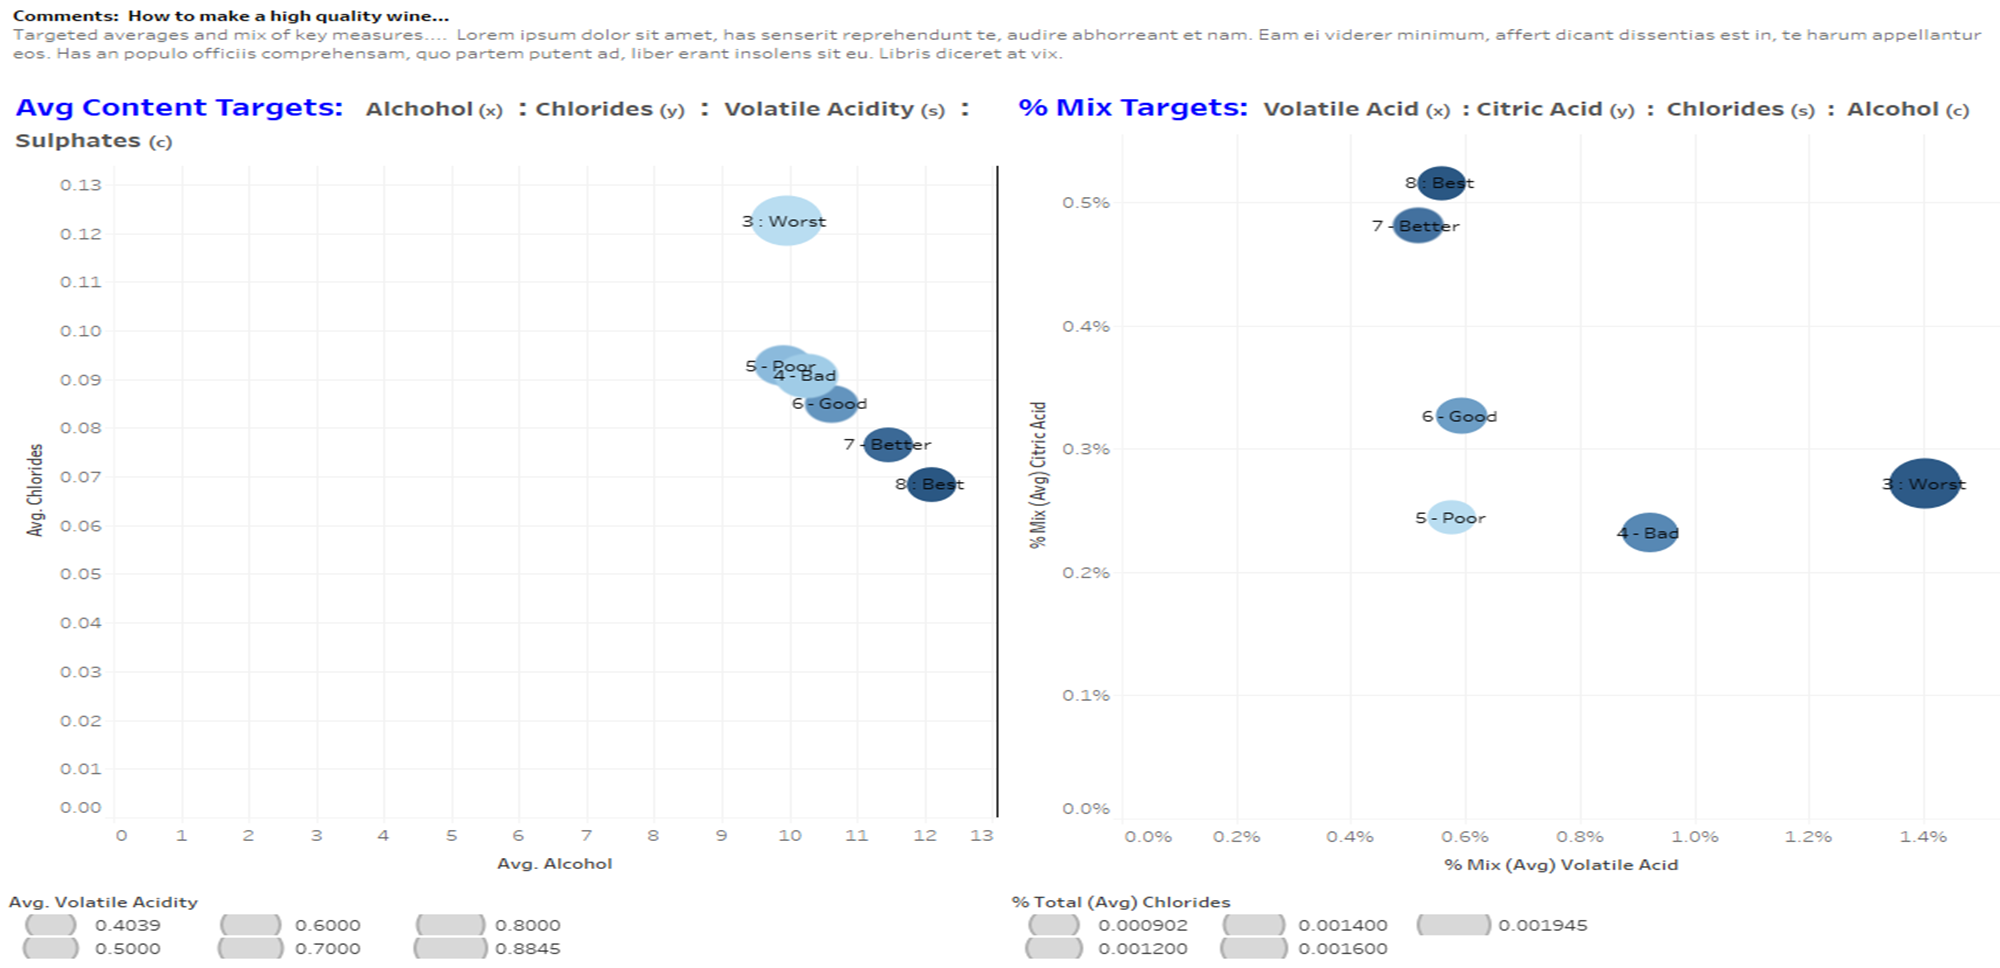 Comments:  How to make a high quality wine...
Targeted averages and mix of key measures....  Lorem ipsum dolor sit amet, has senserit reprehendunt te, audire abhorreant et nam. Eam ei viderer minimum, affert dicant dissentias est in, te harum appellantur
eos. Has an populo officiis comprehensam, quo partem putent ad, liber erant insolens sit eu. Libris diceret at vix.
Avg Content Targets:  Alchohol (x)  : Chlorides (y)  :  Volatile Acidity (s)  :
Sulphates (c)
0.13
0.12
0.11
0.10
0.09
0.08
0.07
0.06
0.05
0.04
0.03
0.02
0.01
0.00
Avg. Chlorides
3 : Worst
5 - Poor
4 - Bad
6 - Good
7 - Better
8 : Best
0 1 2 3 4 5 6 7 8 9 10 11 12 13
Avg. Alcohol
Avg. Volatile Acidity
0.4039 0.6000 0.8000
0.5000 0.7000 0.8845
% Mix Targets:  Volatile Acid (x)  : Citric Acid (y)  :  Chlorides (s)  :  Alcohol (c)
0.5%
0.4%
0.3%
0.2%
0.1%
0.0%
% Mix (Avg) Citric Acid
8 : Best
7 - Better
6 - Good
3 : Worst
5 - Poor
4 - Bad
0.0% 0.2% 0.4% 0.6% 0.8% 1.0% 1.2% 1.4%
% Mix (Avg) Volatile Acid
% Total (Avg) Chlorides
0.000902 0.001400 0.001945
0.001200 0.001600